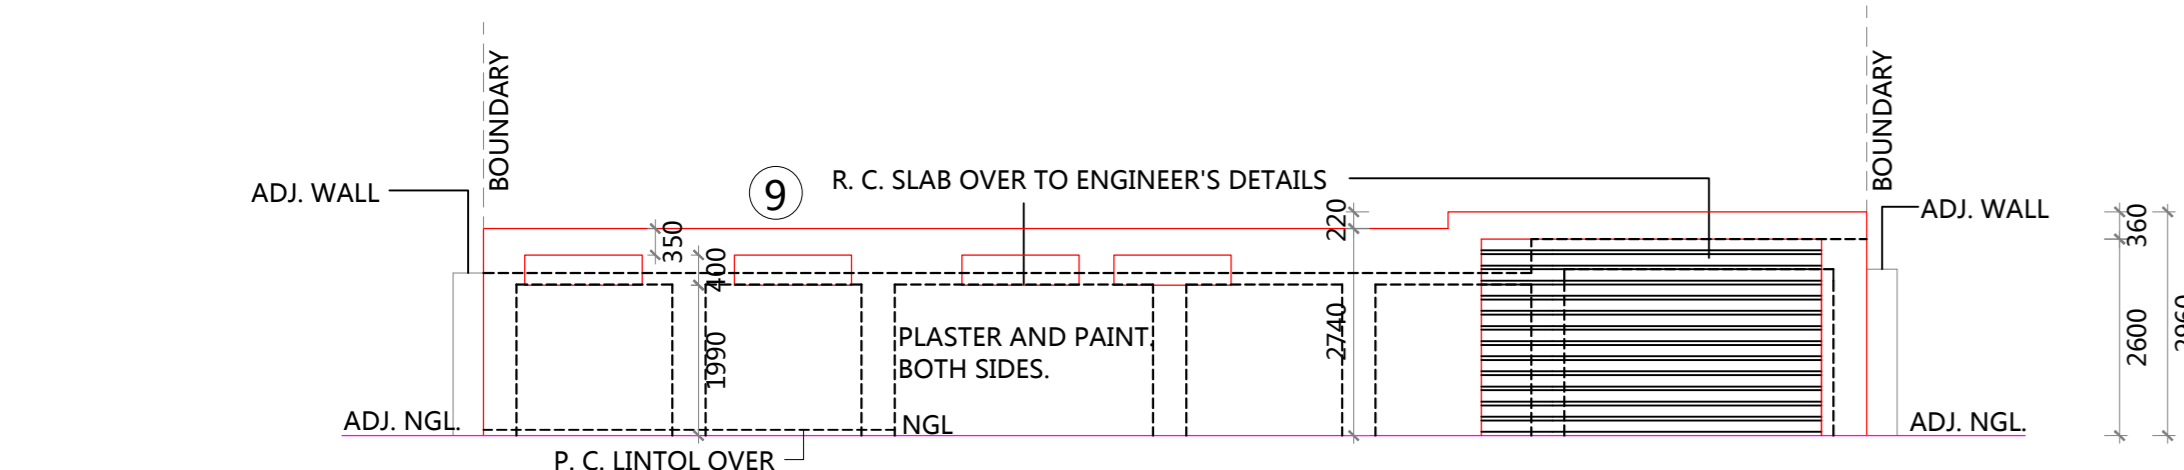 BOUNDARY
BOUNDARY
ADJ. WALL
9
R. C. SLAB OVER TO ENGINEER'S DETAILS
ADJ. WALL
350
400
1990
220
2740
360
2600
2960
PLASTER AND PAINT.
BOTH SIDES.
ADJ. NGL.
NGL
ADJ. NGL.
P. C. LINTOL OVER